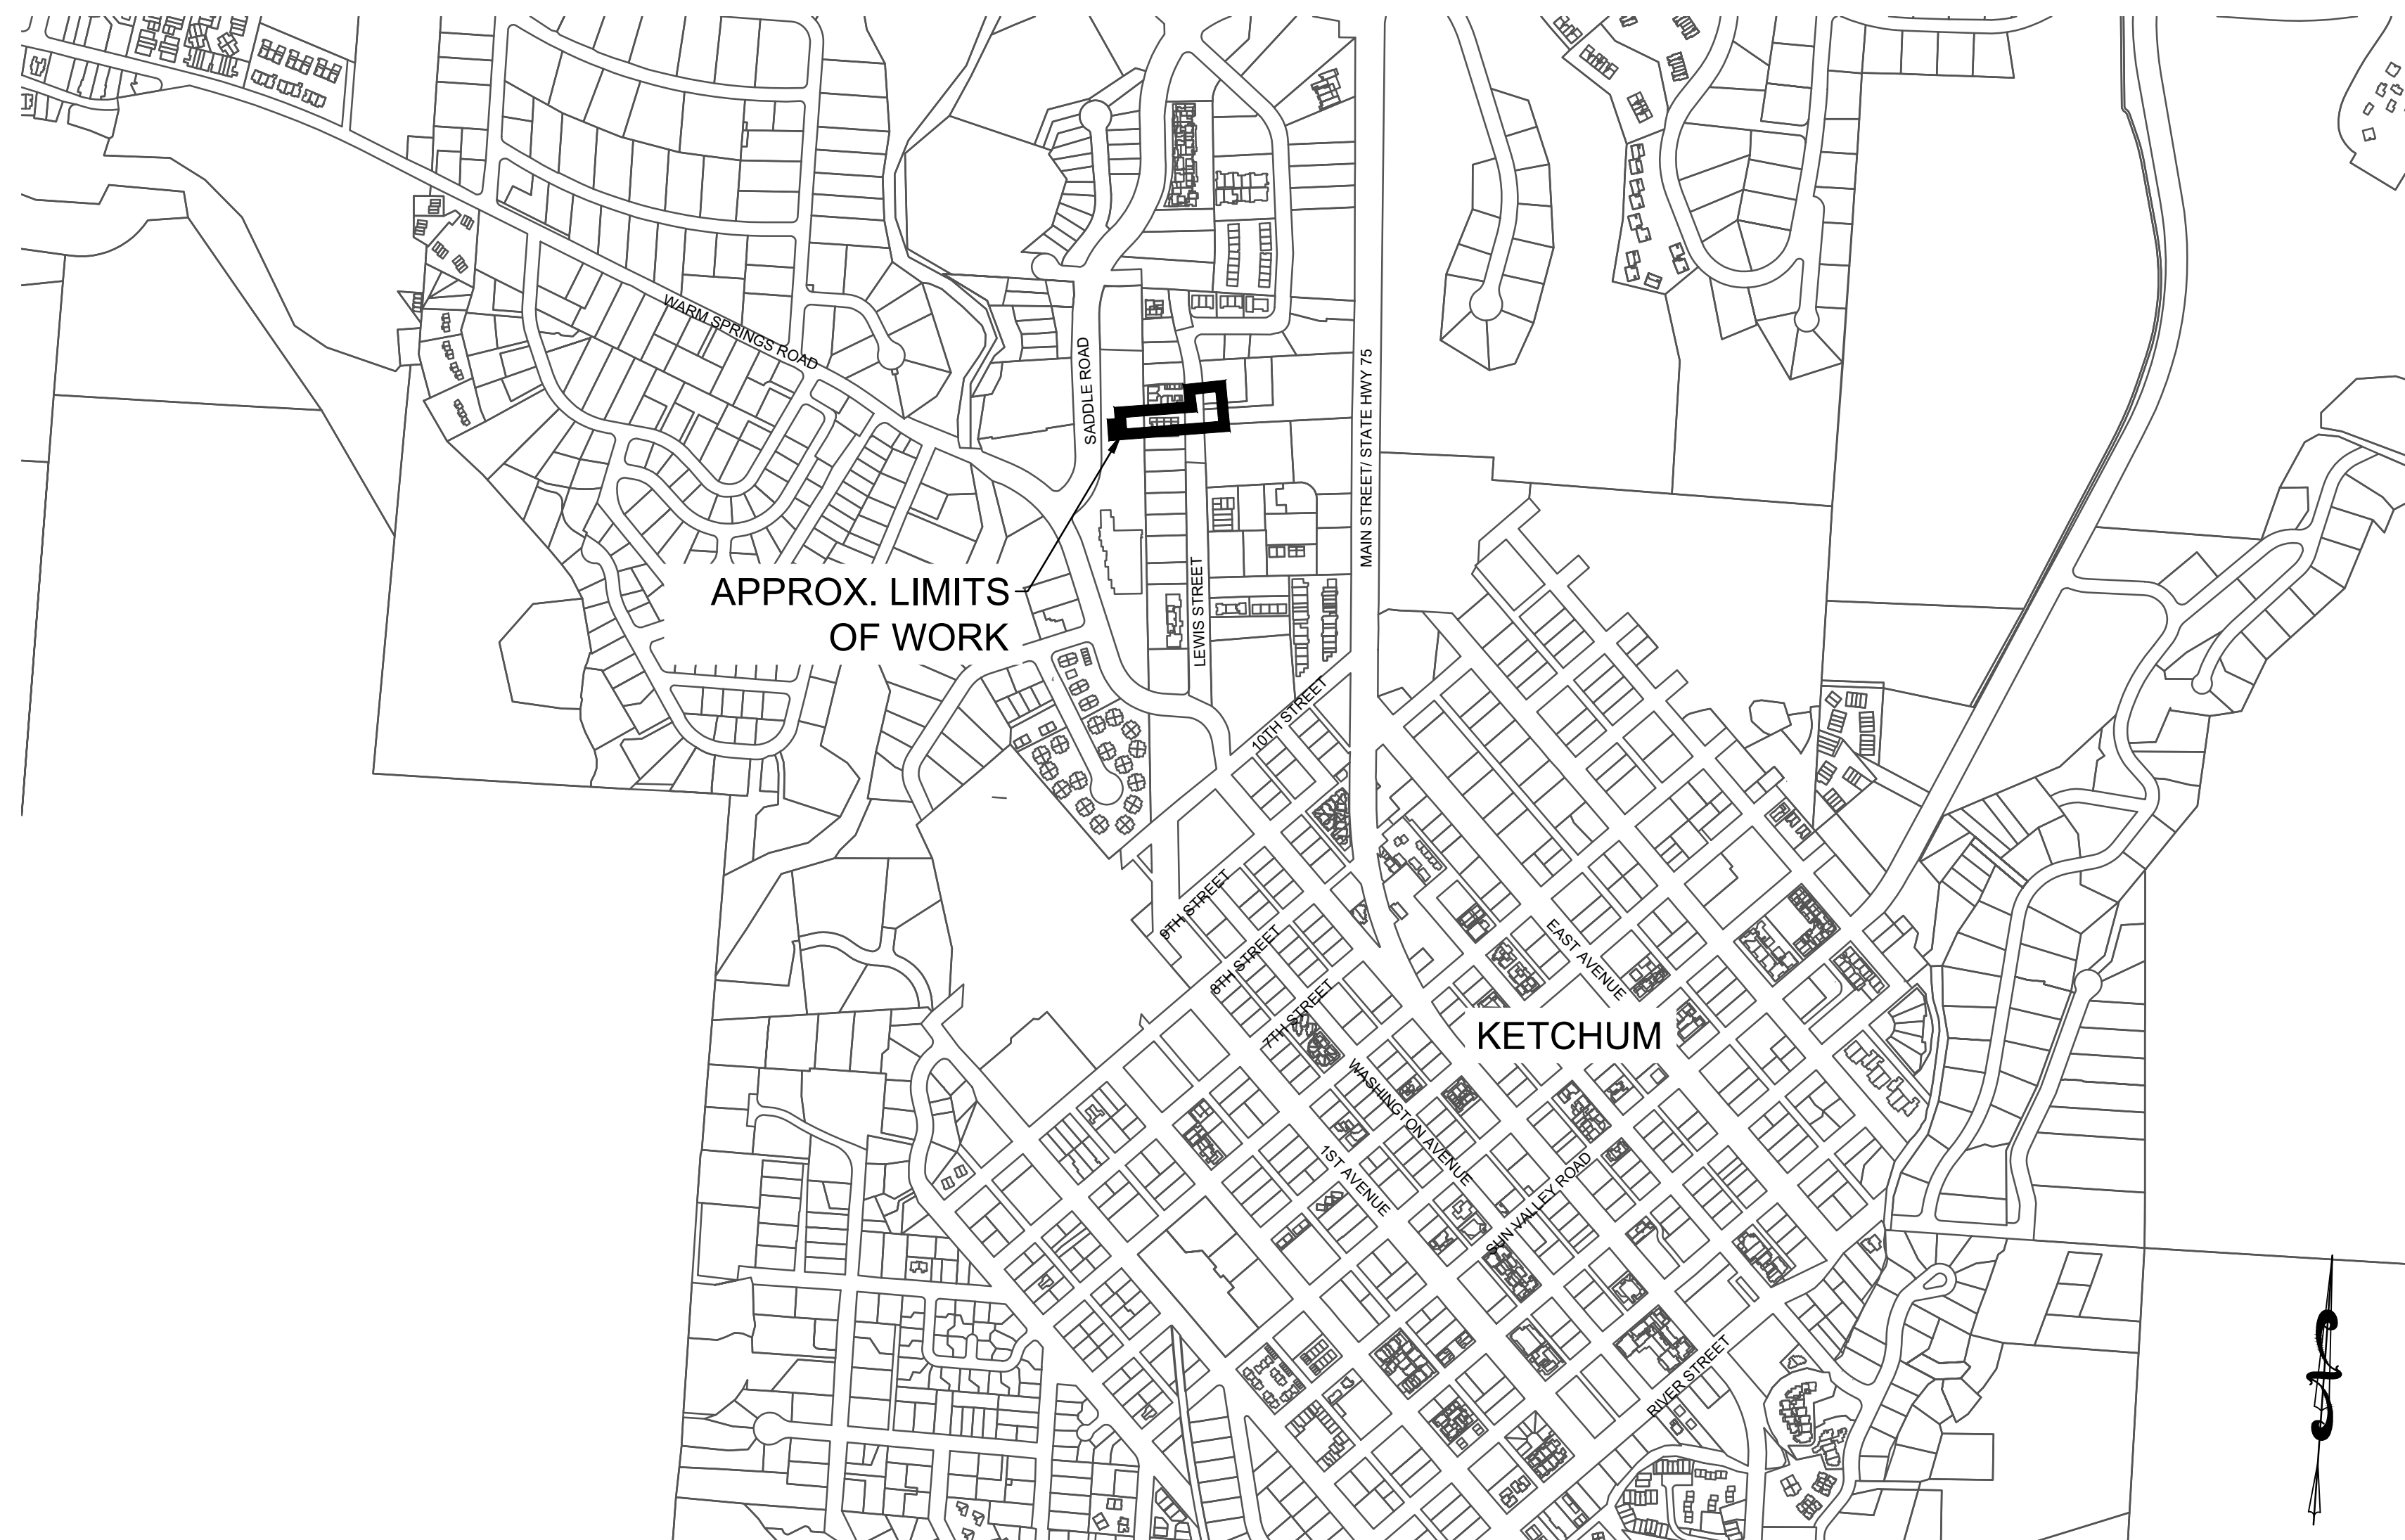 WARM SPRINGS ROAD
SADDLE ROAD
MAIN STREET/ STATE HWY 75
APPROX. LIMITS
OF WORK
LEWIS STREET
10TH STREET
9TH STREET
8TH STREET
EAST AVENUE
7TH STREET
KETCHUM
WASHINGTON AVENUE
1ST AVENUE
SUN VALLEY ROAD
RIVER STREET